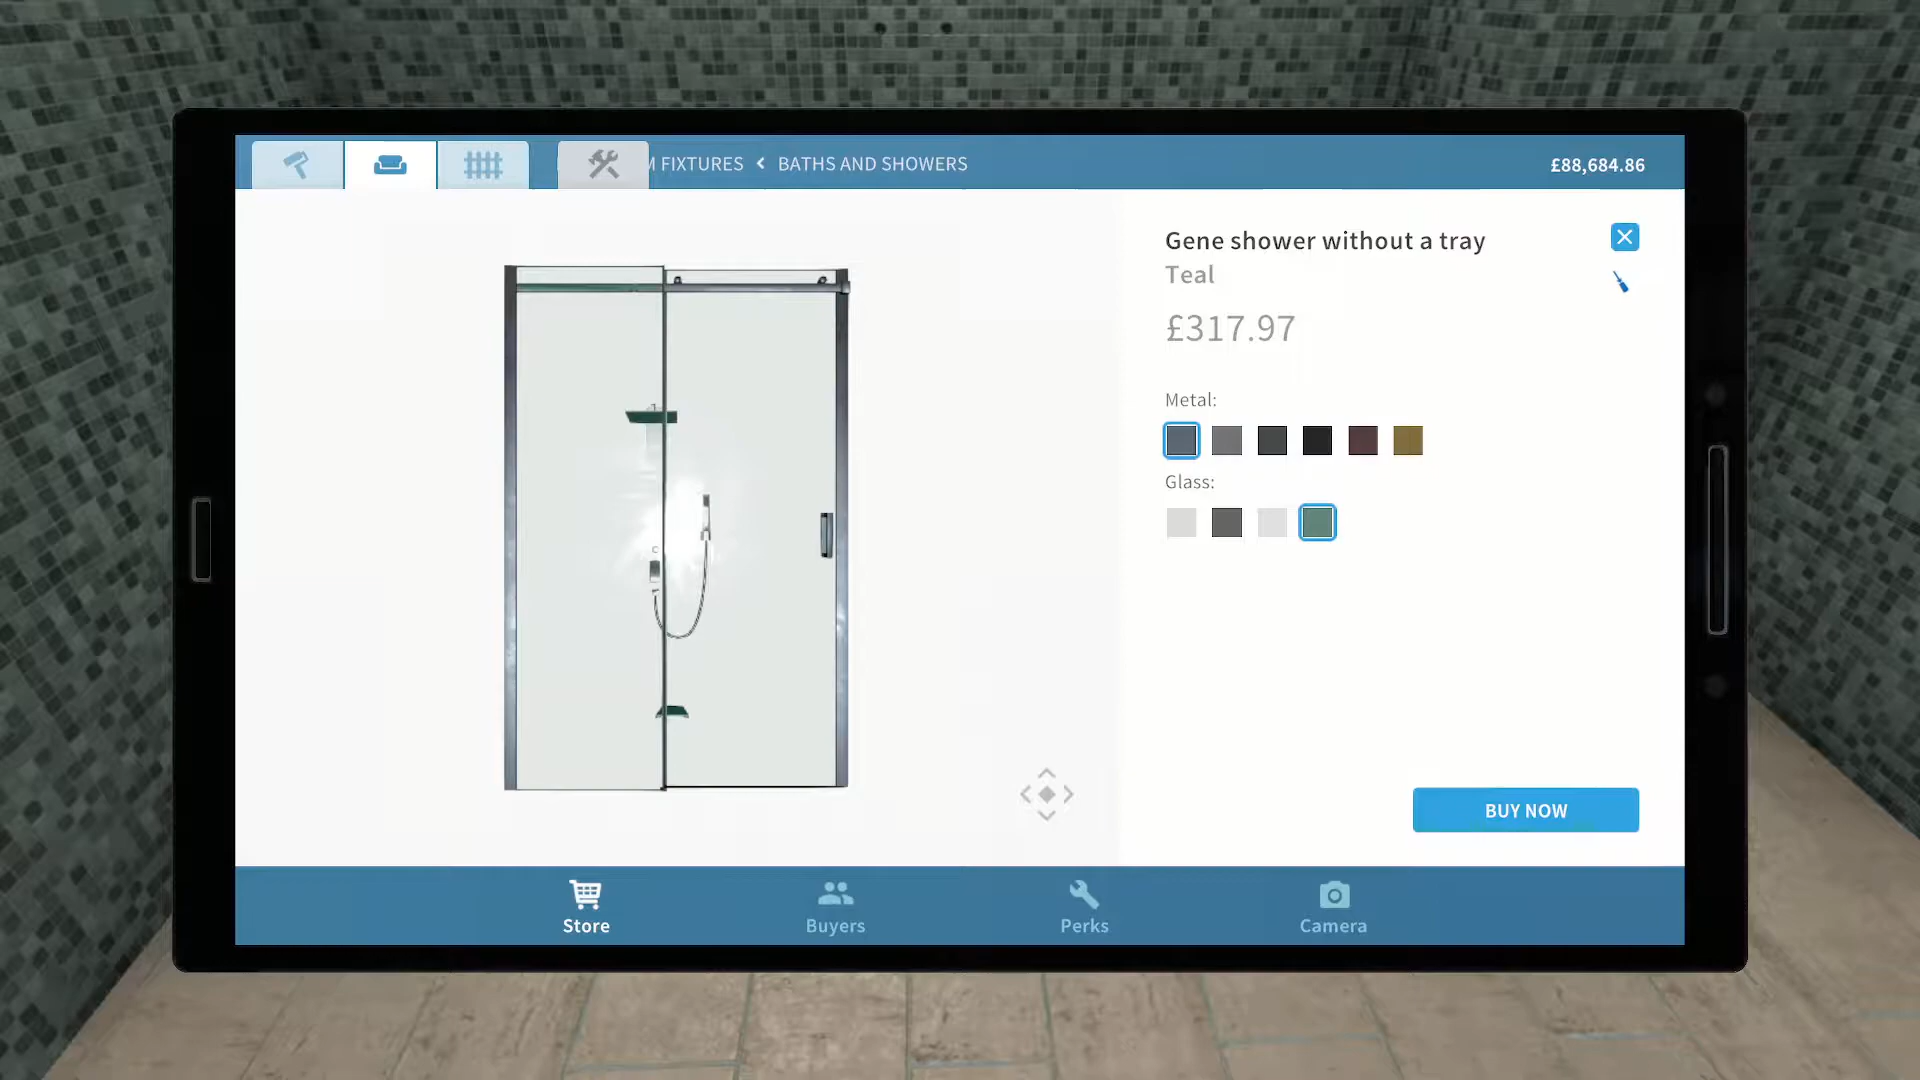 M FIXTURES < BATHS AND SHOWERS
£88,684.86
Gene shower without a tray
Teal
£317.97
Metal:
Glass:
BUY NOW
Store
Buyers
Perks
Camera